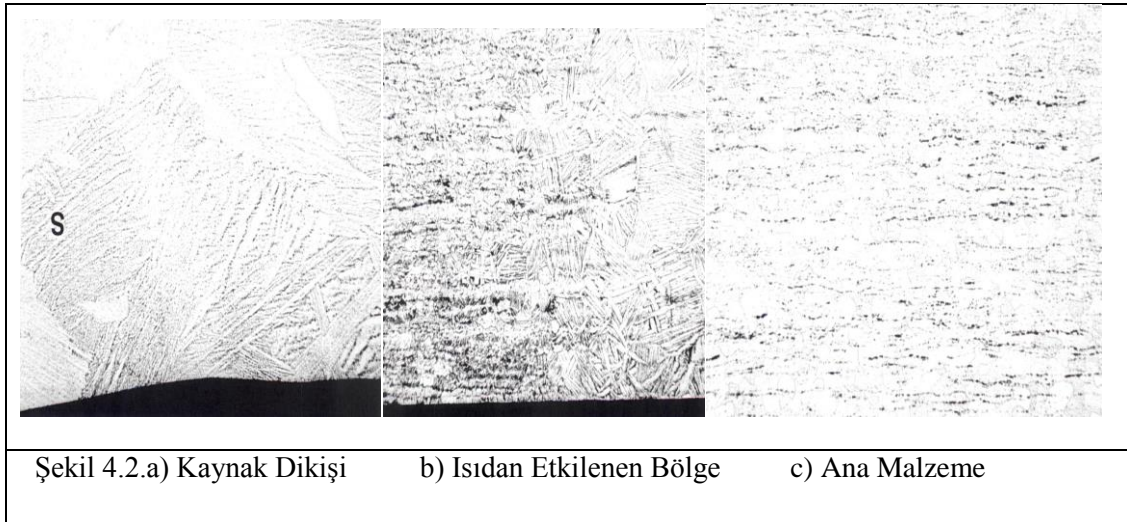 S
Şekil 4.2.a) Kaynak Dikişi b) Isıdan Etkilenen Bölge c) Ana Malzeme